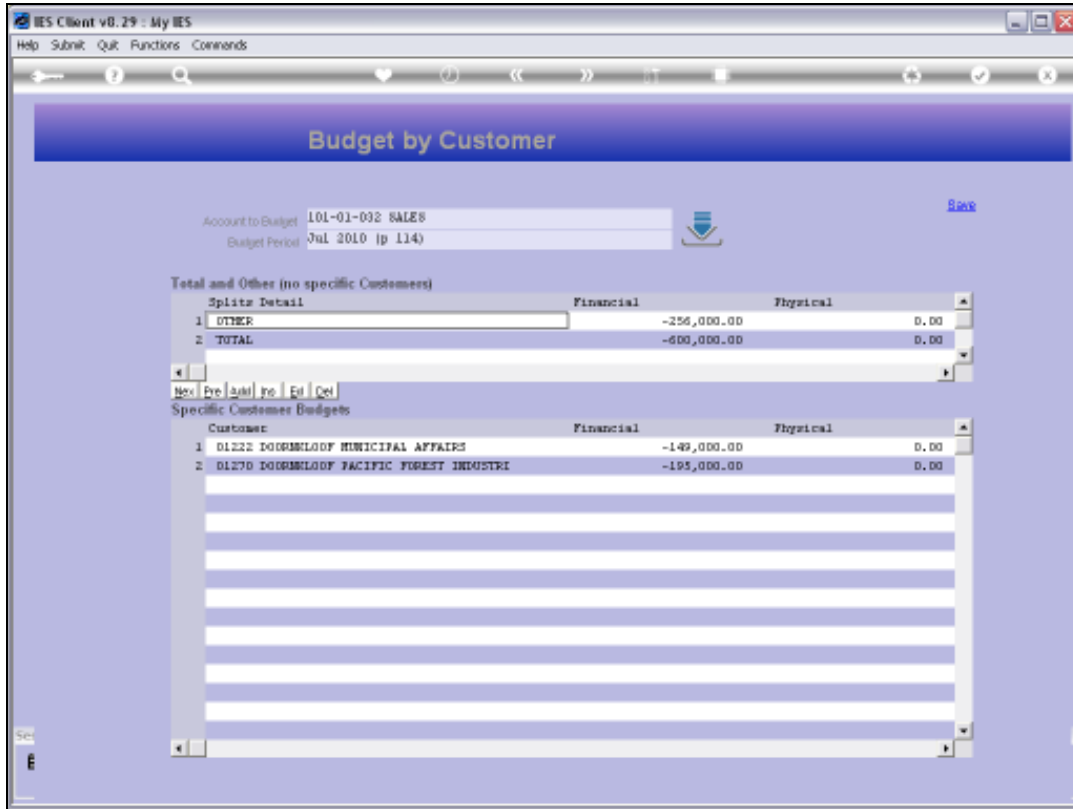 IES Client v8.29 : My IES
Help Submit Quit Functions Commands
Budget by Customer
Save
Account to Budget 101-01-032 SALES
Budget Period Jul 2010 (p 114)
Total and Other (no specific Customers)
Splits Detail Financial Physical
1 OTHER -256,000.00 0.00
2 TOTAL -600,000.00 0.00
Nex Pre Add Ins Ed Del
Specific Customer Budgets
Customer Financial Physical
1 01222 DOORNKLOOF MUNICIPAL AFFAIRS -149,000.00 0.00
2 01270 DOORNKLOOF PACIFIC FOREST INDUSTRI -195,000.00 0.00
Se